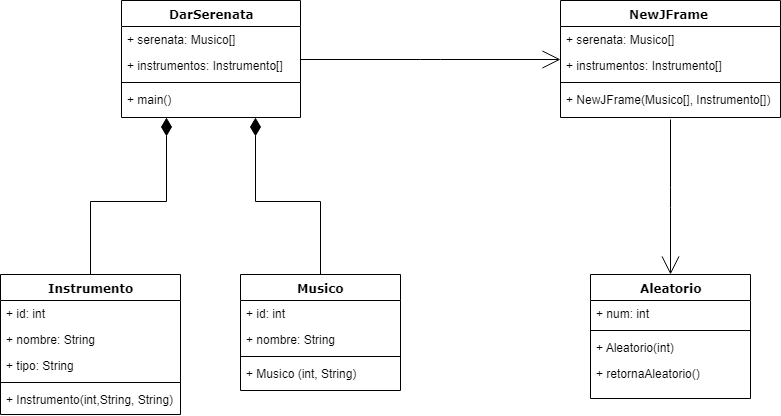 DarSerenata
+ serenata: Musico[]
+ instrumentos: Instrumento[]
+ main()
NewJFrame
+ serenata: Musico[]
+ instrumentos: Instrumento[]
+ NewJFrame(Musico[], Instrumento[])
Instrumento
+ id: int
+ nombre: String
+ tipo: String
+ Instrumento(int,String, String)
Musico
+ id: int
+ nombre: String
+ Musico (int, String)
Aleatorio
+ num: int
+ Aleatorio(int)
+ retornaAleatorio()